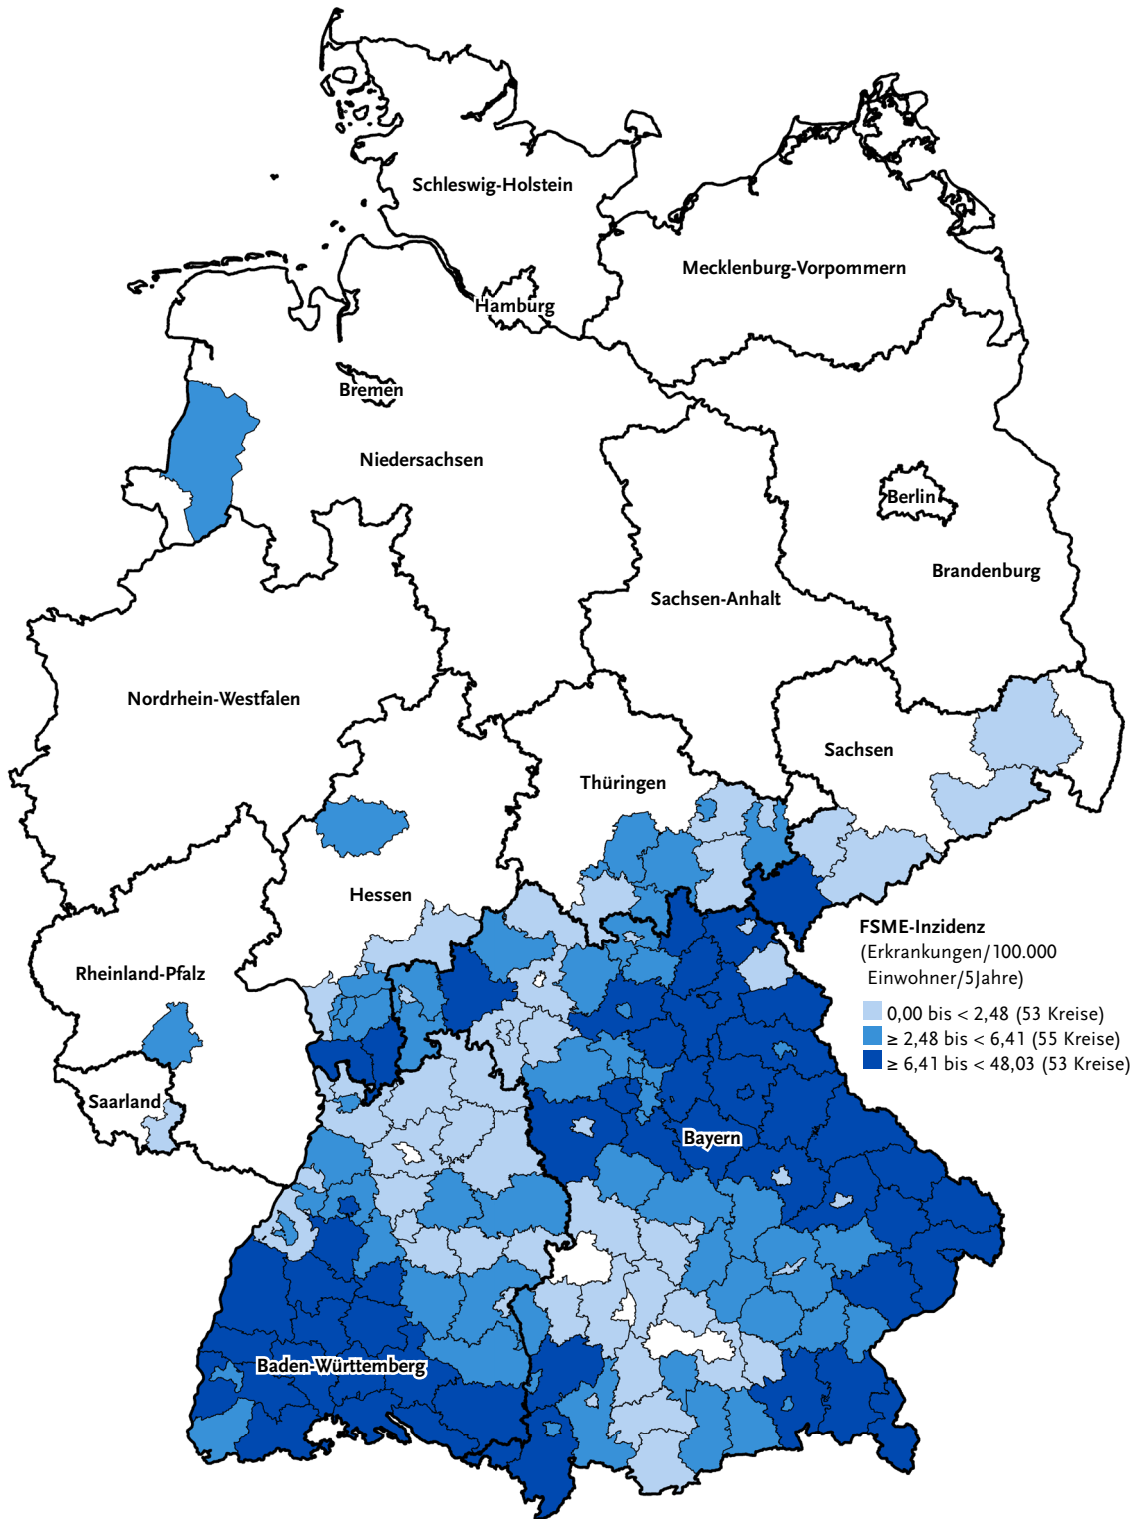 Schleswig-Holstein
Mecklenburg-Vorpommern
Hamburg
Bremen
Niedersachsen
Berlin
Brandenburg
Sachsen-Anhalt
Nordrhein-Westfalen
Sachsen
Thüringen
Hessen
FSME-Inzidenz
(Erkrankungen/100.000
Einwohner/5Jahre)
0,00 bis < 2,48 (53 Kreise)
≥ 2,48 bis < 6,41 (55 Kreise)
≥ 6,41 bis < 48,03 (53 Kreise)
Rheinland-Pfalz
Saarland
Bayern
Baden-Württemberg